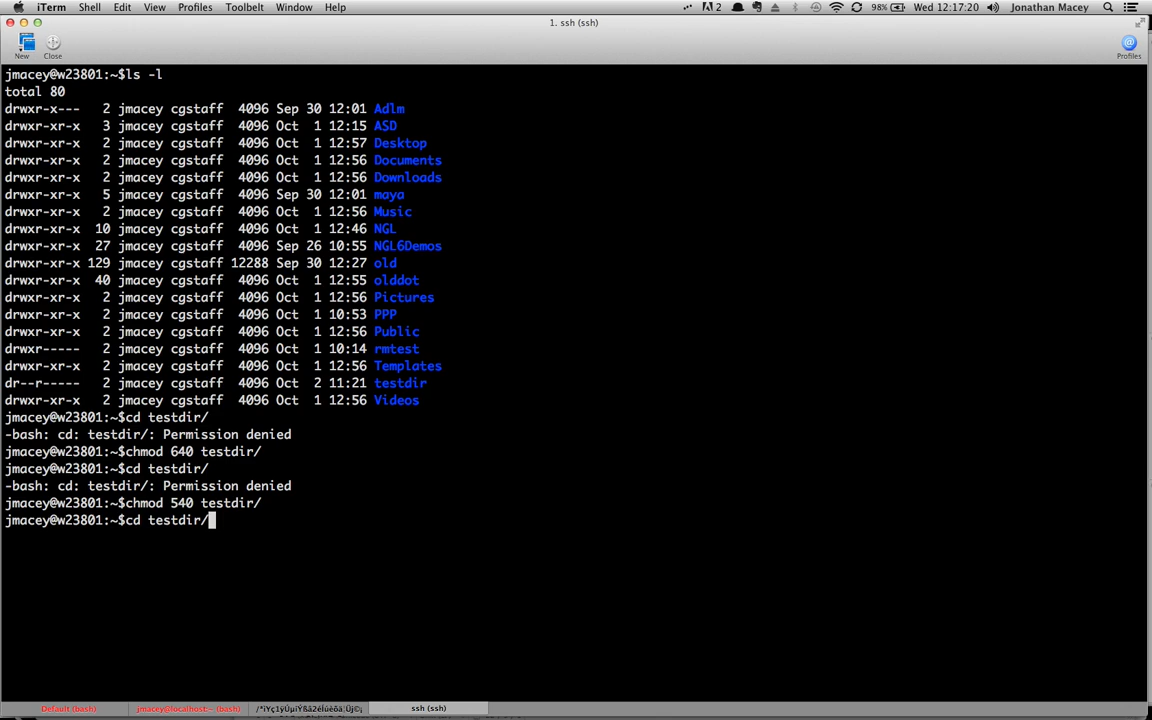 iTerm Shell Edit View Profiles Toolbelt Window Help 2 98% Wed 12:17:20 Jonathan Macey
1. ssh (ssh)
New Close Profiles
jmacey@w23801:~$ls -l
total 80
drwxr-x--- 2 jmacey cgstaff 4096 Sep 30 12:01 Adlm
drwxr-xr-x 3 jmacey cgstaff 4096 Oct 1 12:15 ASD
drwxr-xr-x 2 jmacey cgstaff 4096 Oct 1 12:57 Desktop
drwxr-xr-x 2 jmacey cgstaff 4096 Oct 1 12:56 Documents
drwxr-xr-x 2 jmacey cgstaff 4096 Oct 1 12:56 Downloads
drwxr-xr-x 5 jmacey cgstaff 4096 Sep 30 12:01 maya
drwxr-xr-x 2 jmacey cgstaff 4096 Oct 1 12:56 Music
drwxr-xr-x 10 jmacey cgstaff 4096 Oct 1 12:46 NGL
drwxr-xr-x 27 jmacey cgstaff 4096 Sep 26 10:55 NGL6Demos
drwxr-xr-x 129 jmacey cgstaff 12288 Sep 30 12:27 old
drwxr-xr-x 40 jmacey cgstaff 4096 Oct 1 12:55 olddot
drwxr-xr-x 2 jmacey cgstaff 4096 Oct 1 12:56 Pictures
drwxr-xr-x 2 jmacey cgstaff 4096 Oct 1 10:53 PPP
drwxr-xr-x 2 jmacey cgstaff 4096 Oct 1 12:56 Public
drwxr----- 2 jmacey cgstaff 4096 Oct 1 10:14 rmtest
drwxr-xr-x 2 jmacey cgstaff 4096 Oct 1 12:56 Templates
dr--r----- 2 jmacey cgstaff 4096 Oct 2 11:21 testdir
drwxr-xr-x 2 jmacey cgstaff 4096 Oct 1 12:56 Videos
jmacey@w23801:~$cd testdir/
-bash: cd: testdir/: Permission denied
jmacey@w23801:~$chmod 640 testdir/
jmacey@w23801:~$cd testdir/
-bash: cd: testdir/: Permission denied
jmacey@w23801:~$chmod 540 testdir/
jmacey@w23801:~$cd testdir/
Default (bash) jmacey@localhost:~ (bash) ssh (ssh)